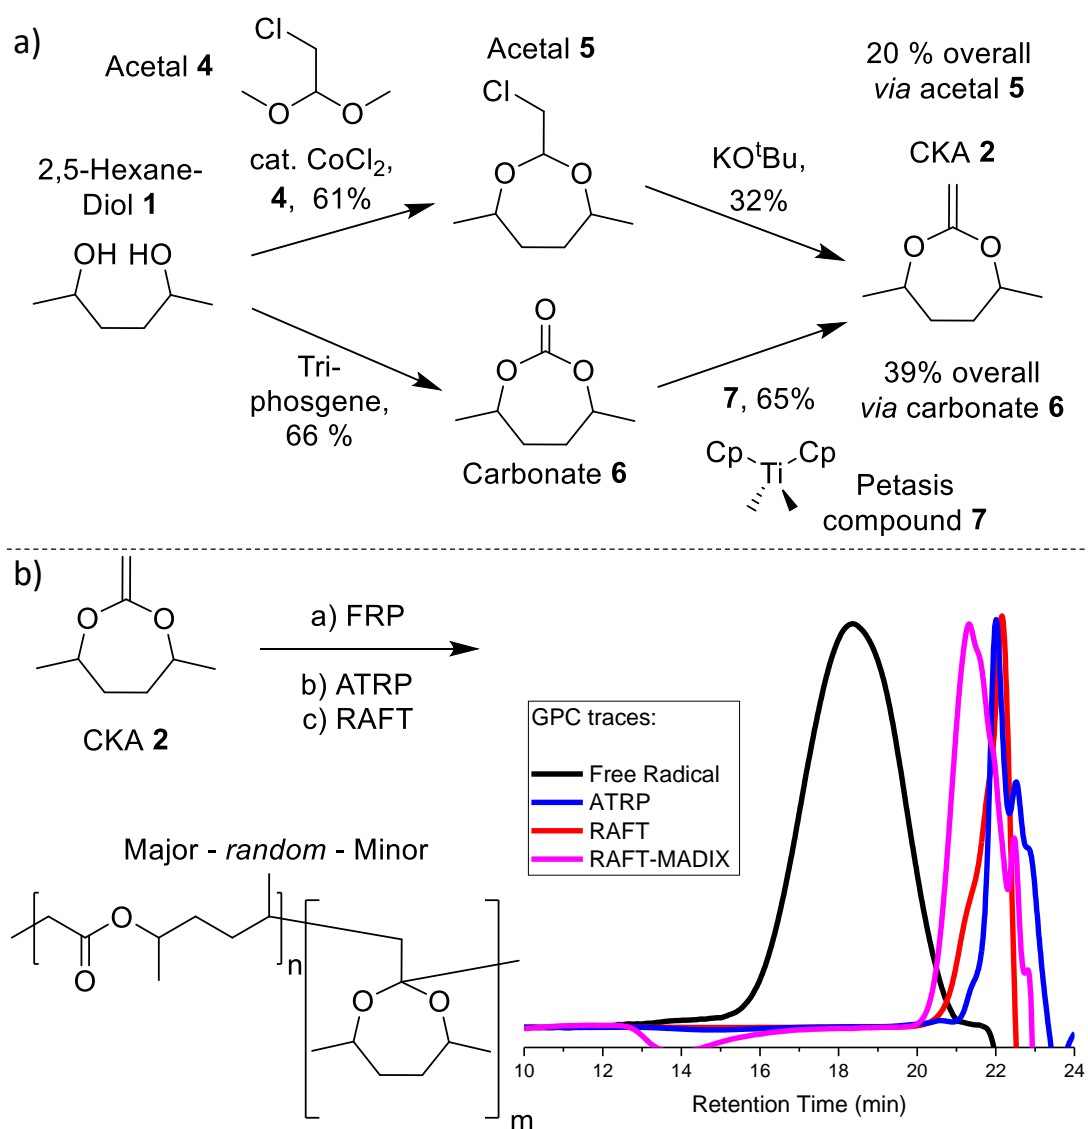 a)
Acetal 4
Cl
O
O
cat. CoCl2,
4, 61%
2,5-Hexane-
Diol 1
OH HO
Acetal 5
Cl
O
O
KOtBu,
32%
20 % overall
via acetal 5
CKA 2
O
O
Tri-
phosgene,
66 %
O
O
O
Carbonate 6
7, 65%
Cp
Cp
Ti
Petasis
compound 7
39% overall
via carbonate 6
b)
O
O
CKA 2
a) FRP
b) ATRP
c) RAFT
GPC traces:
Free Radical
ATRP
RAFT
RAFT-MADIX
Major - random - Minor
O
O
n
O
O
m
10 12 14 16 18 20 22 24
Retention Time (min)